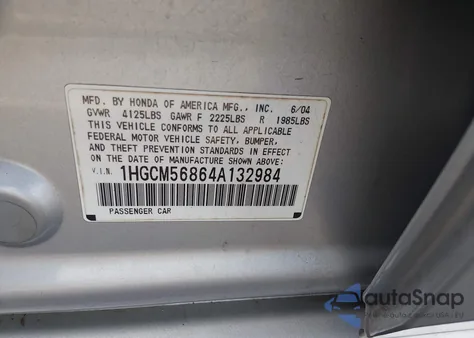 MFD. BY HONDA OF AMERICA MFG., INC. 6/04
GVWR 4125LBS GAWR F 2225LBS R 1985LBS
THIS VEHICLE CONFORMS TO ALL APPLICABLE
FEDERAL MOTOR VEHICLE SAFETY, BUMPER,
AND THEFT PREVENTION STANDARDS IN EFFECT
ON THE DATE OF MANUFACTURE SHOWN ABOVE.
V.I.N. 1HGCM56864A132984
PASSENGER CAR
autaSnap